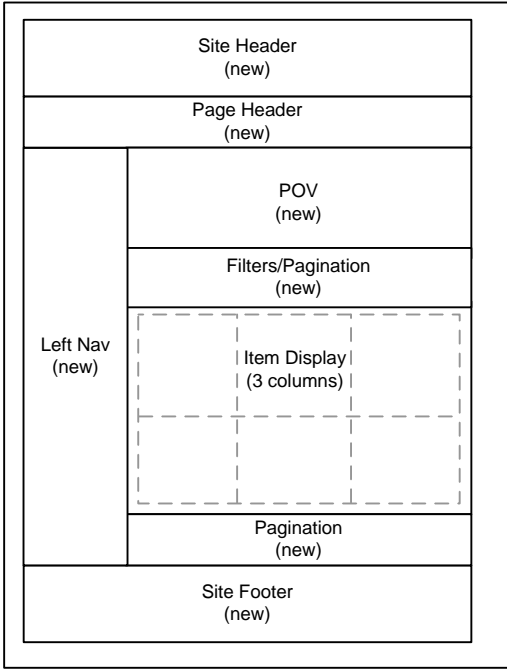 Site Header
(new)
Page Header
(new)
POV
(new)
Filters/Pagination
(new)
Left Nav
(new)
Item Display
(3 columns)
Pagination
(new)
Site Footer
(new)